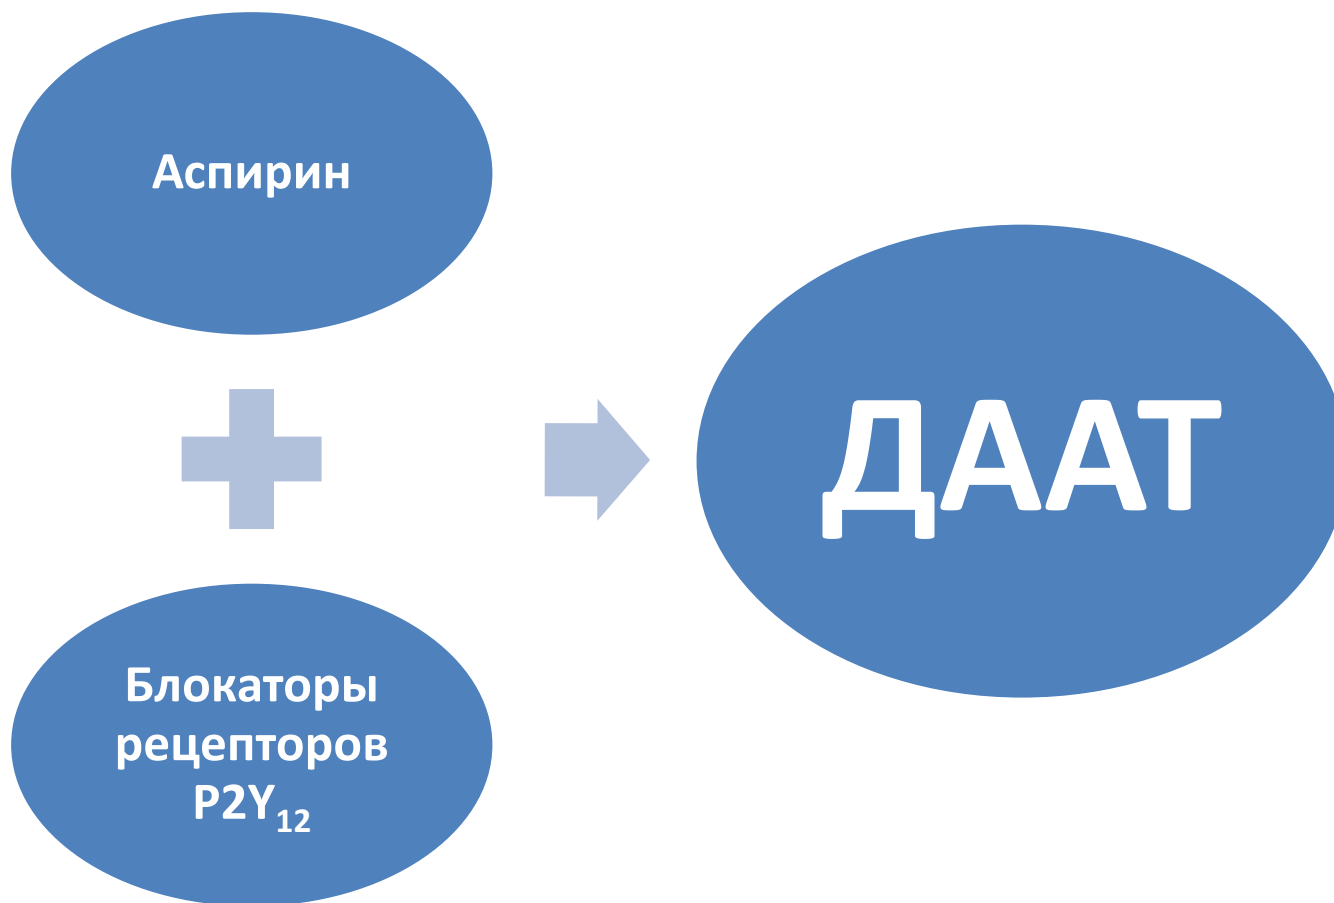 Аспирин
Блокаторы
рецепторов
P2Y₁₂
ДААТ